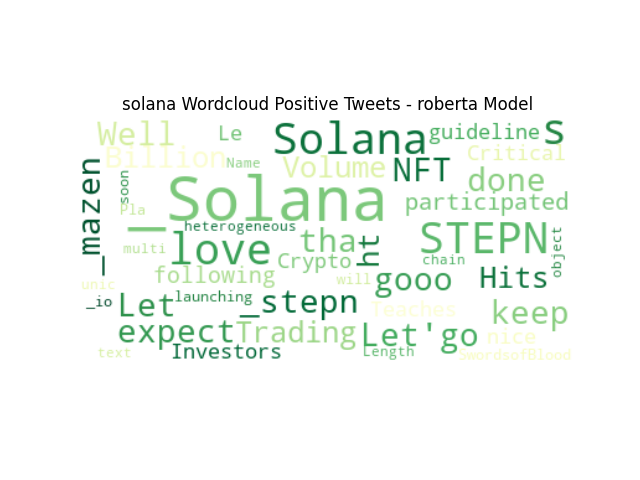 solana Wordcloud Positive Tweets - roberta Model
Well
Le
Solana
guideline
s
Billion
Name
Volume
NFT
Critical
_mazen
soon
Pla
_Solana
done
participated
heterogeneous
love
tha
ht
STEPN
object
multi
Crypto
chain
following
will
gooo
Hits
unic
_io
Let
launching
_stepn
Teaches
keep
expect
Trading
Let'go
nice
text
Investors
Length
SwordsofBlood